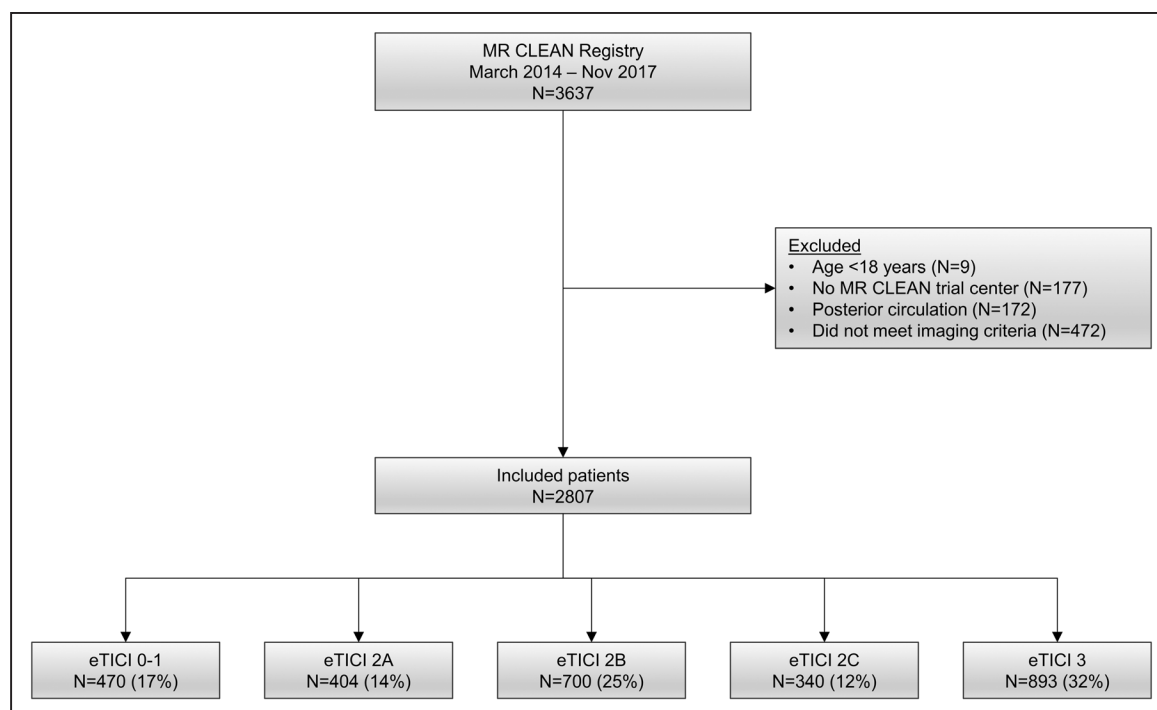 MR CLEAN Registry
March 2014 – Nov 2017
N=3637
Excluded
• Age <18 years (N=9)
• No MR CLEAN trial center (N=177)
• Posterior circulation (N=172)
• Did not meet imaging criteria (N=472)
Included patients
N=2807
eTICI 0-1
N=470 (17%)
eTICI 2A
N=404 (14%)
eTICI 2B
N=700 (25%)
eTICI 2C
N=340 (12%)
eTICI 3
N=893 (32%)